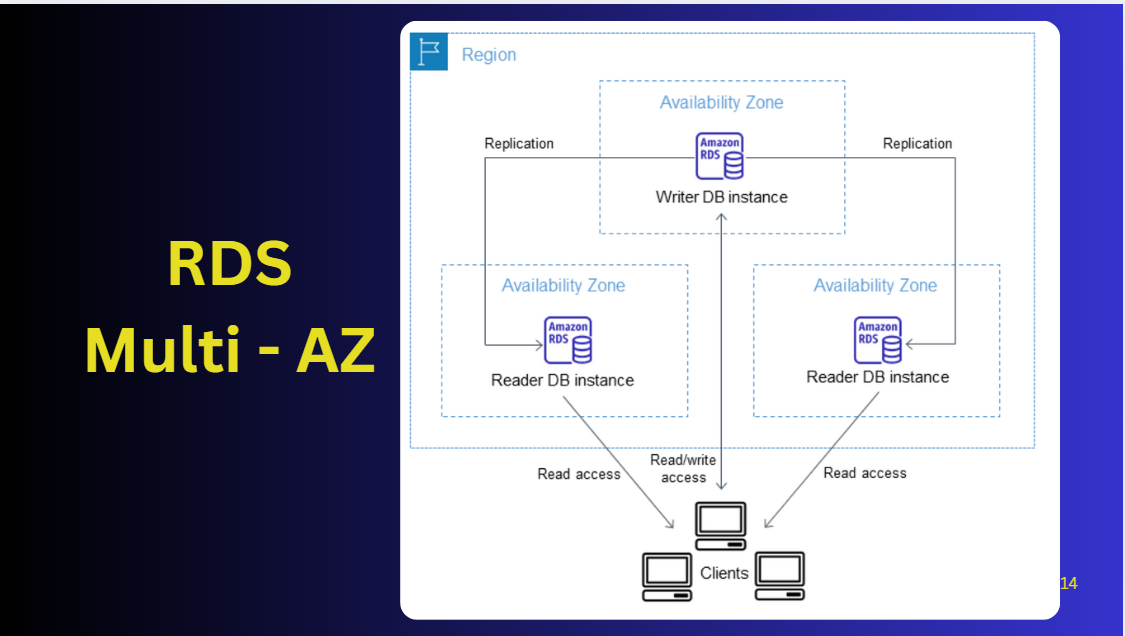 RDS
Multi - AZ
Region
Availability Zone
Replication
Amazon
RDS
Replication
Writer DB instance
Availability Zone
Amazon
RDS
Reader DB instance
Availability Zone
Amazon
RDS
Reader DB instance
Read access
Read/write
access
Read access
Clients
14